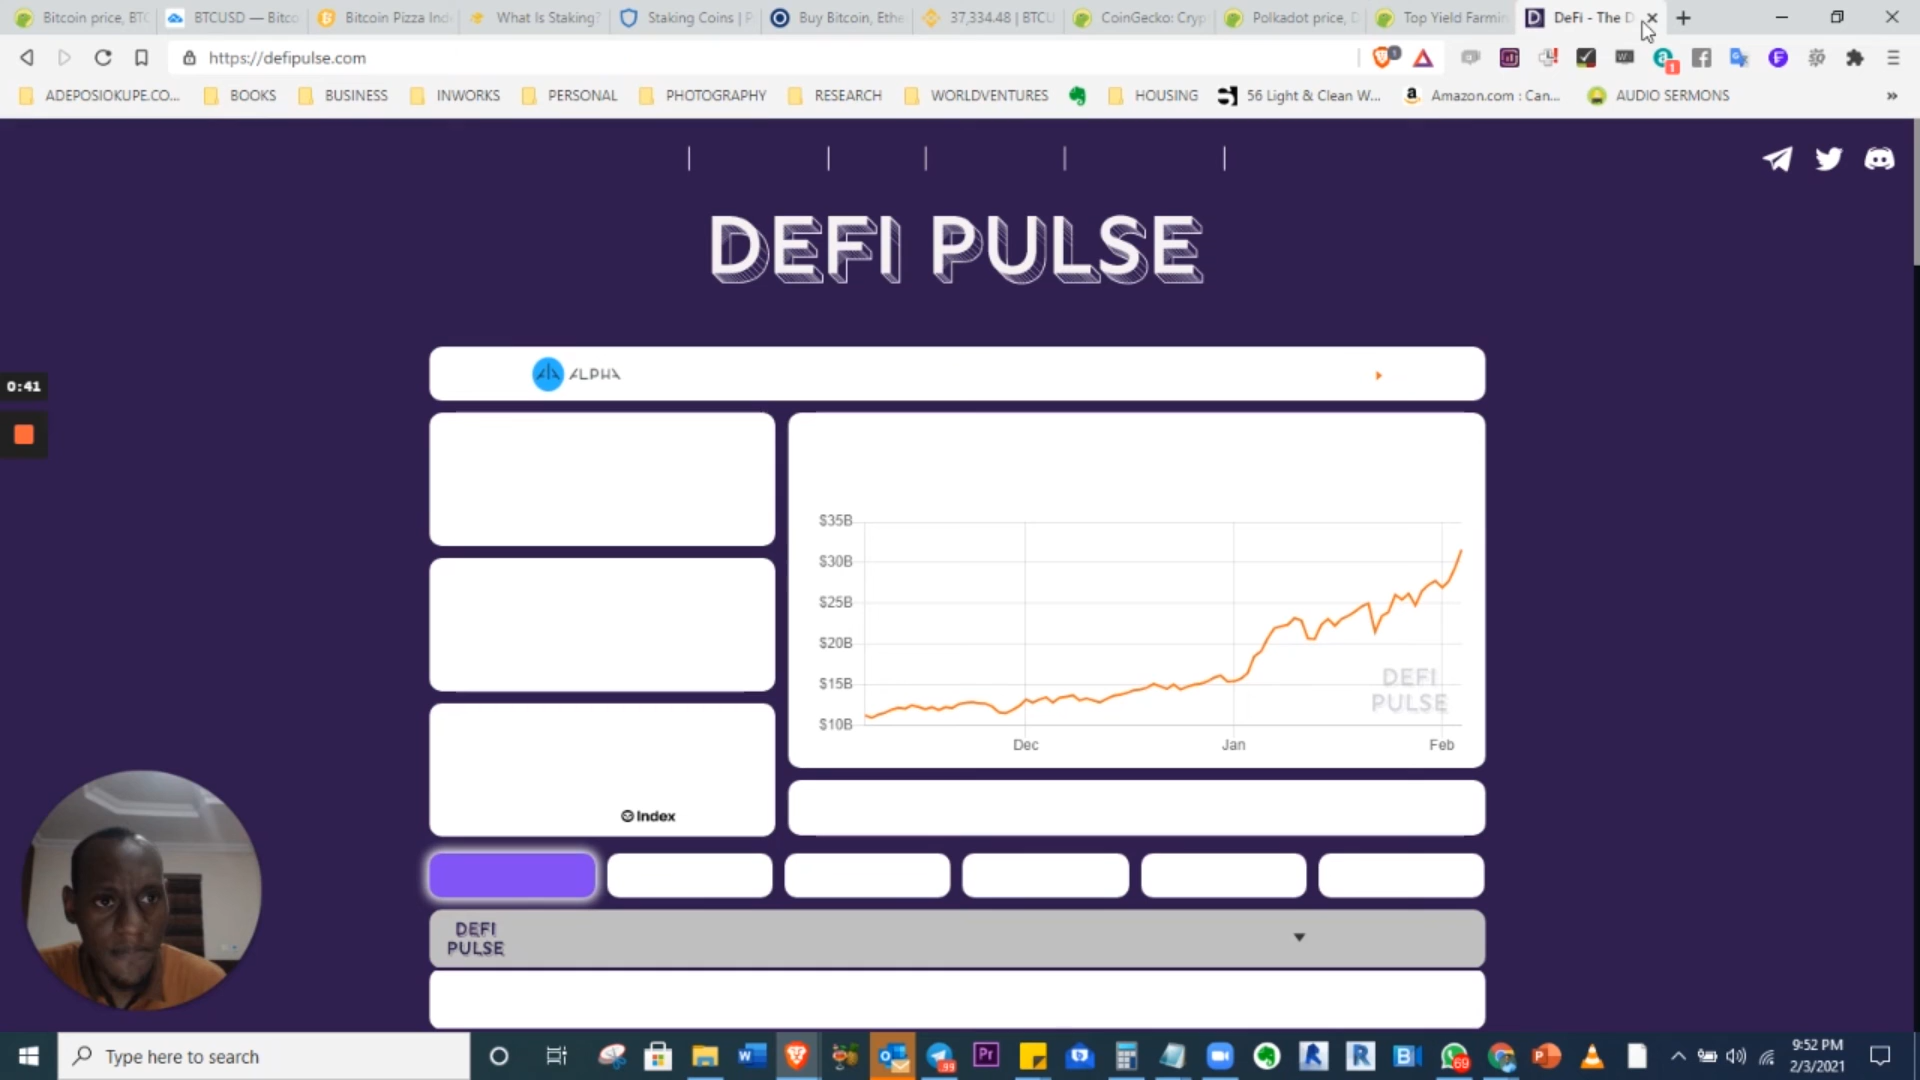 Bitcoin price, BTC
BTCUSD — Bitco
Bitcoin Pizza Ind
What Is Staking?
Staking Coins | P
Buy Bitcoin, Ethe
37,334.48 | BTCU
CoinGecko: Cryp
Polkadot price, D
Top Yield Farmin
DeFi - The D
https://defipulse.com
ADEPOSIOKUPE.CO...
BOOKS
BUSINESS
INWORKS
PERSONAL
PHOTOGRAPHY
RESEARCH
WORLDVENTURES
HOUSING
56 Light & Clean W...
Amazon.com : Can...
AUDIO SERMONS
DEFI PULSE
ALPHA
0:41
$35B
$30B
$25B
$20B
$15B
$10B
DEFI
PULSE
Dec
Jan
Feb
Index
DEFI
PULSE
Type here to search
9:52 PM
2/3/2021